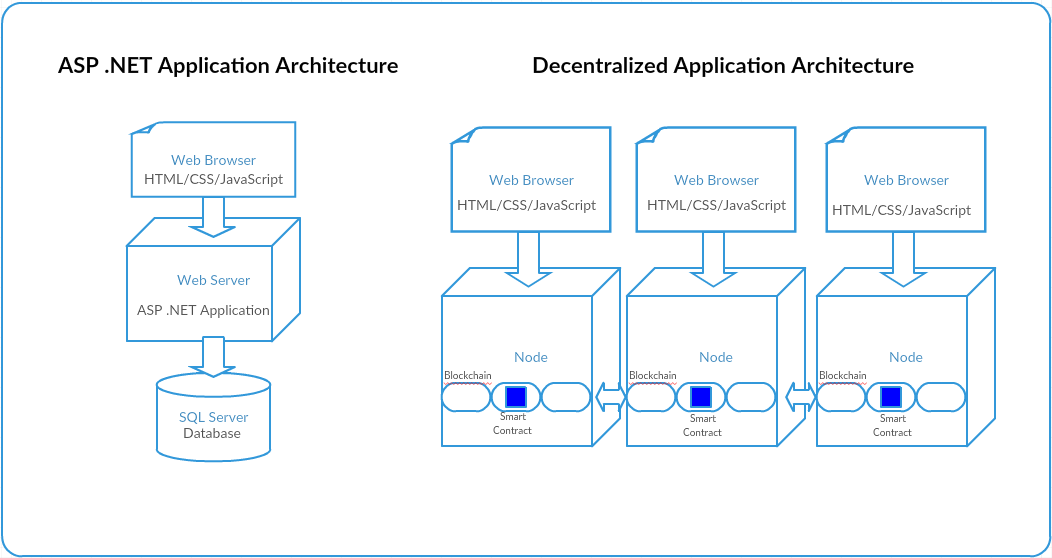 ASP .NET Application Architecture
Decentralized Application Architecture
Web Browser
HTML/CSS/JavaScript
Web Server
ASP .NET Application
SQL Server
Database
Web Browser
HTML/CSS/JavaScript
Node
Blockchain
Smart
Contract
Web Browser
HTML/CSS/JavaScript
Node
Blockchain
Smart
Contract
Web Browser
HTML/CSS/JavaScript
Node
Blockchain
Smart
Contract